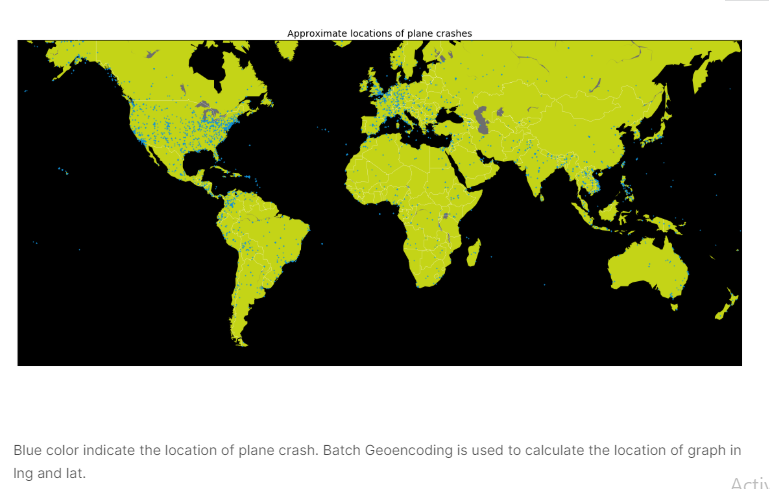 Approximate locations of plane crashes
Blue color indicate the location of plane crash. Batch Geoencoding is used to calculate the location of graph in
lng and lat.
Activ